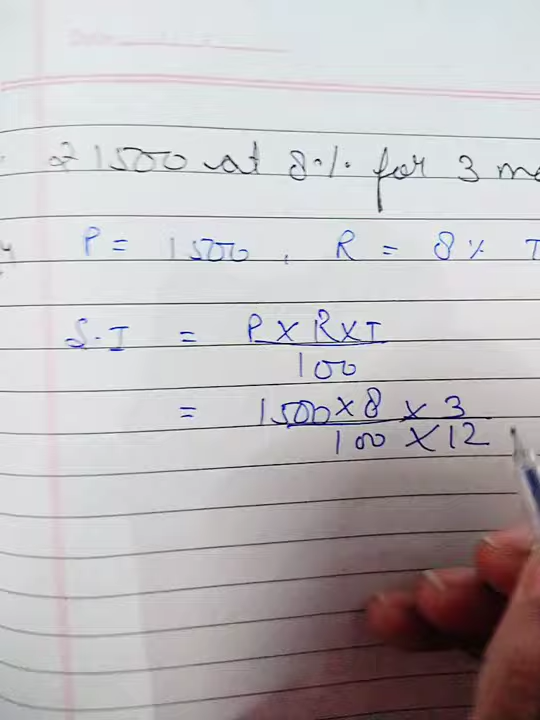 ₹ 1500 at 8% for 3
P = 1500, R = 8%
S.I = P X R X T
100
= 1500 X 8 X 3
100 X 12